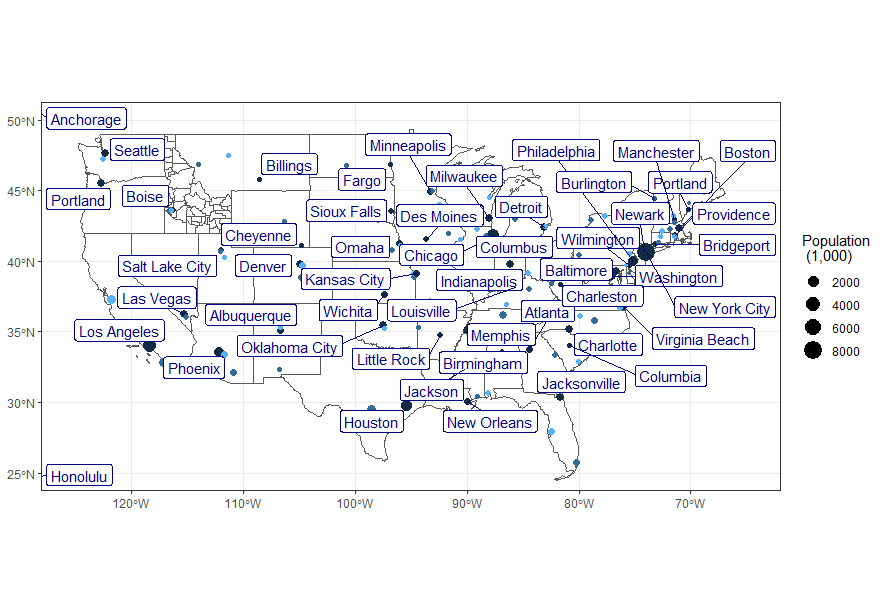 50°N
45°N
40°N
35°N
30°N
25°N
Anchorage
Seattle
Minneapolis
Philadelphia
Manchester
Boston
Billings
Milwaukee
Fargo
Burlington
Portland
Portland
Boise
Sioux Falls
Des Moines
Detroit
Newark
Providence
Cheyenne
Omaha
Chicago
Columbus
Wilmington
Bridgeport
Salt Lake City
Denver
Kansas City
Indianapolis
Baltimore
Washington
Las Vegas
Albuquerque
Wichita
Louisville
Charleston
Atlanta
New York City
Los Angeles
Oklahoma City
Memphis
Charlotte
Virginia Beach
Phoenix
Little Rock
Birmingham
Columbia
Jackson
Jacksonville
Houston
New Orleans
Honolulu
120°W
110°W
100°W
90°W
80°W
70°W
Population
(1,000)
2000
4000
6000
8000